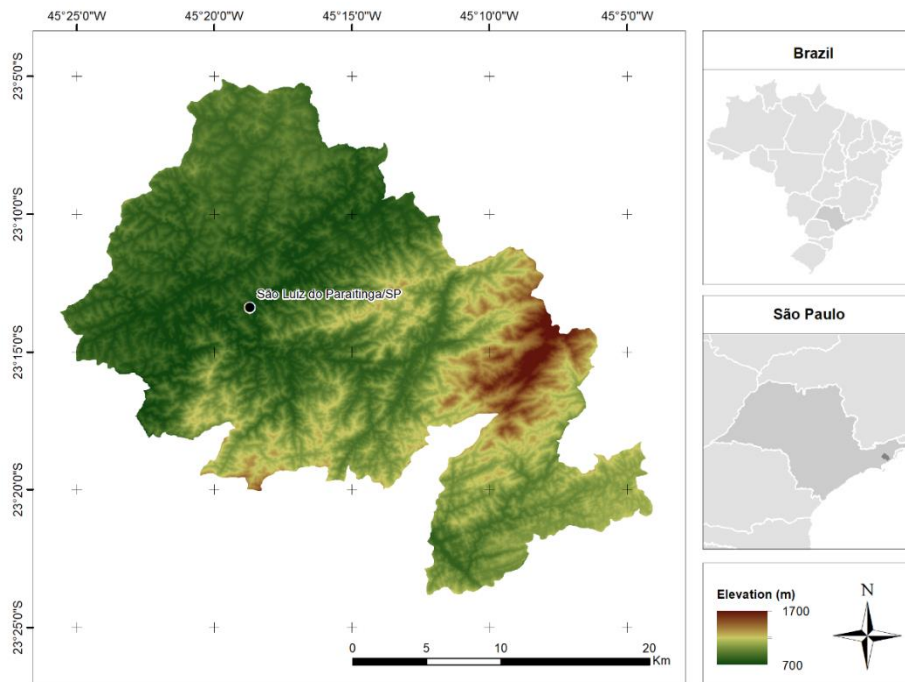 45°25'0"W
45°20'0"W
45°15'0"W
45°10'0"W
45°5'0"W
23°5'0"S
23°10'0"S
23°15'0"S
23°20'0"S
23°25'0"S
São Luiz do Paraitinga/SP
0 5 10 20
Km
Brazil
São Paulo
Elevation (m)
1700
700
N